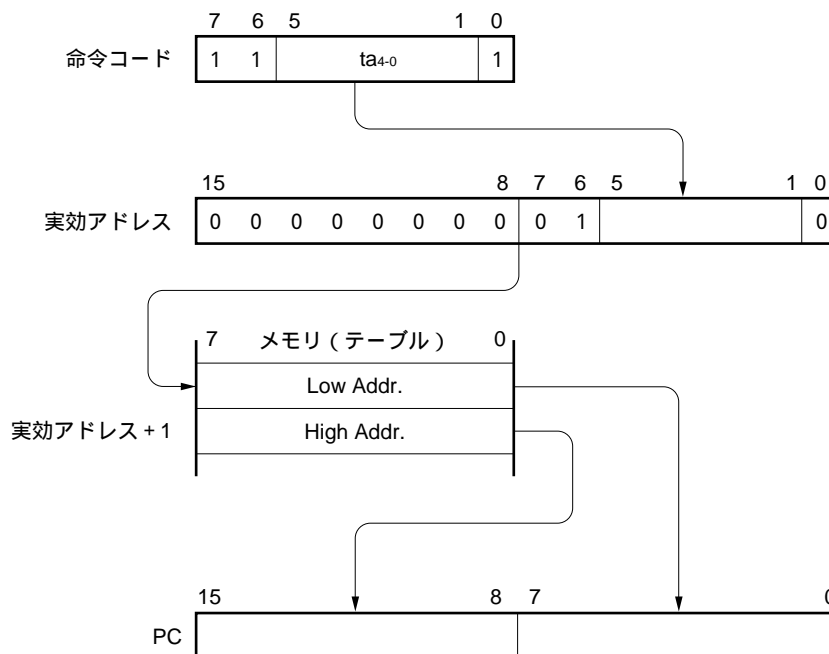 7 6 5 1 0
命令コード 1 1 ta4-0 1
15 8 7 6 5 1 0
実効アドレス 0 0 0 0 0 0 0 0 0 1 0
7 メモリ（テーブル） 0
Low Addr.
実効アドレス＋1 High Addr.
15 8 7 0
PC